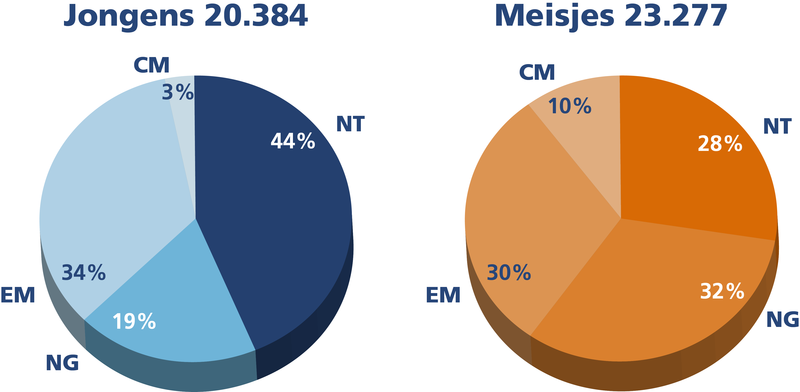 Jongens 20.384
CM
3%
NT
44%
34%
EM
19%
NG
Meisjes 23.277
CM
10%
NT
28%
30%
EM
32%
NG